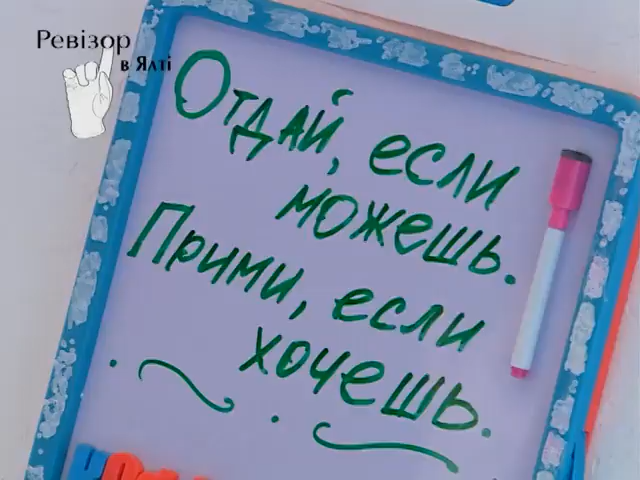 Ревізор
в Ялті
Отдай, если
можешь.
Прими, если
хочешь.